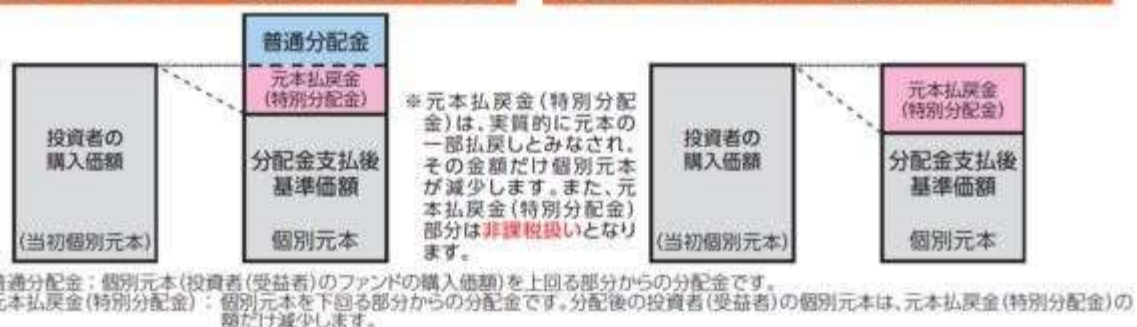 普通分配金
元本払戻金
(特別分配金)
投資者の
購入価額
(当初個別元本)
分配金支払後
基準価額
個別元本
※元本払戻金(特別分配
金)は、実質的に元本の
一部払戻しとみなされ、
その金額だけ個別元本
が減少します。また、元
本払戻金(特別分配金)
部分は非課税扱いとなり
ます。
投資者の
購入価額
(当初個別元本)
元本払戻金
(特別分配金)
分配金支払後
基準価額
個別元本
普通分配金:個別元本(投資者(受益者)のファンドの購入価額)を上回る部分からの分配金です。
元本払戻金(特別分配金):個別元本を下回る部分からの分配金です。分配後の投資者(受益者)の個別元本は、元本払戻金(特別分配金)の
額だけ減少します。